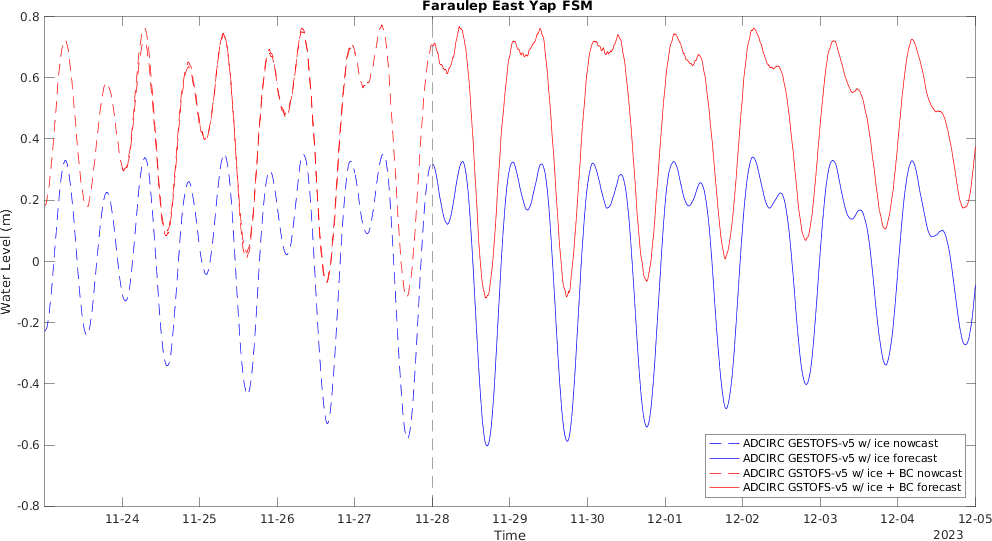 Faraulep East Yap FSM
0.8
0.6
0.4
0.2
0
-0.2
-0.4
-0.6
-0.8
Water Level (m)
ADCIRC GESTOFS-v5 w/ ice nowcast
ADCIRC GESTOFS-v5 w/ ice forecast
ADCIRC GSTOFS-v5 w/ ice + BC nowcast
ADCIRC GSTOFS-v5 w/ ice + BC forecast
11-24 11-25 11-26 11-27 11-28 11-29 11-30 12-01 12-02 12-03 12-04 12-05
Time
2023